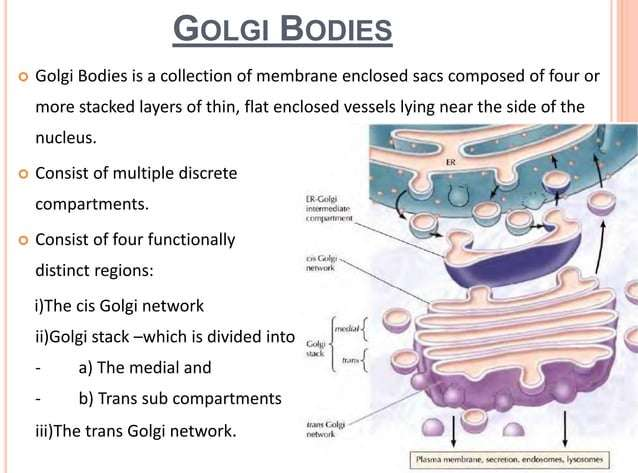 GOLGI BODIES
Golgi Bodies is a collection of membrane enclosed sacs composed of four or
more stacked layers of thin, flat enclosed vessels lying near the side of the
nucleus.
Consist of multiple discrete
compartments.
Consist of four functionally
distinct regions:
i)The cis Golgi network
ii)Golgi stack –which is divided into
- a) The medial and
- b) Trans sub compartments
iii)The trans Golgi network.
ER
ER-Golgi
intermediate
compartment
cis Golgi
network
Golgi
stack
medial
trans
trans Golgi
network
Plasma membrane, secretion, endosomes, lysosomes